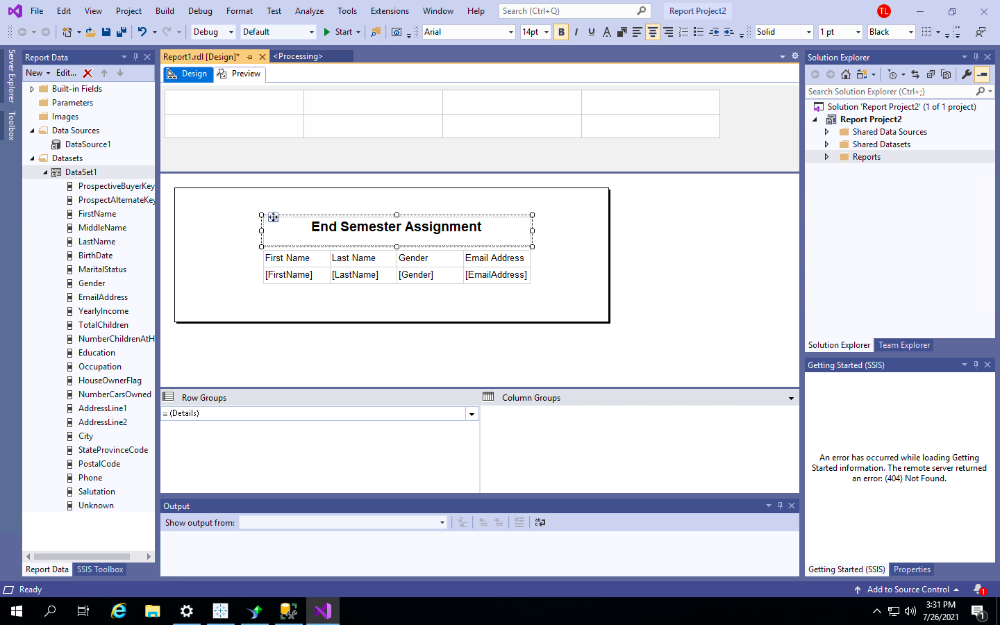 File Edit View Project Build Debug Format Test Analyze Tools Extensions Window Help Search (Ctrl+Q) Report Project2 TL
Debug Default Start Arial 14pt B I U A Solid 1 pt Black
Server Explorer
Toolbox
Report Data
New Edit...
Built-in Fields
Parameters
Images
Data Sources
DataSource1
Datasets
DataSet1
ProspectiveBuyerKey
ProspectAlternateKey
FirstName
MiddleName
LastName
BirthDate
MaritalStatus
Gender
EmailAddress
YearlyIncome
TotalChildren
NumberChildrenAtH
Education
Occupation
HouseOwnerFlag
NumberCarsOwned
AddressLine1
AddressLine2
City
StateProvinceCode
PostalCode
Phone
Salutation
Unknown
Report Data SSIS Toolbox
Report1.rdl [Design]* <Processing>
Design Preview
End Semester Assignment
First Name Last Name Gender Email Address
[FirstName] [LastName] [Gender] [EmailAddress]
Row Groups Column Groups
(Details)
Output
Show output from:
Solution Explorer
Search Solution Explorer (Ctrl+;)
Solution 'Report Project2' (1 of 1 project)
Report Project2
Shared Data Sources
Shared Datasets
Reports
Solution Explorer Team Explorer
Getting Started (SSIS)
An error has occurred while loading Getting
Started information. The remote server returned
an error: (404) Not Found.
Getting Started (SSIS) Properties
Ready Add to Source Control 1
3:31 PM
7/26/2021
1